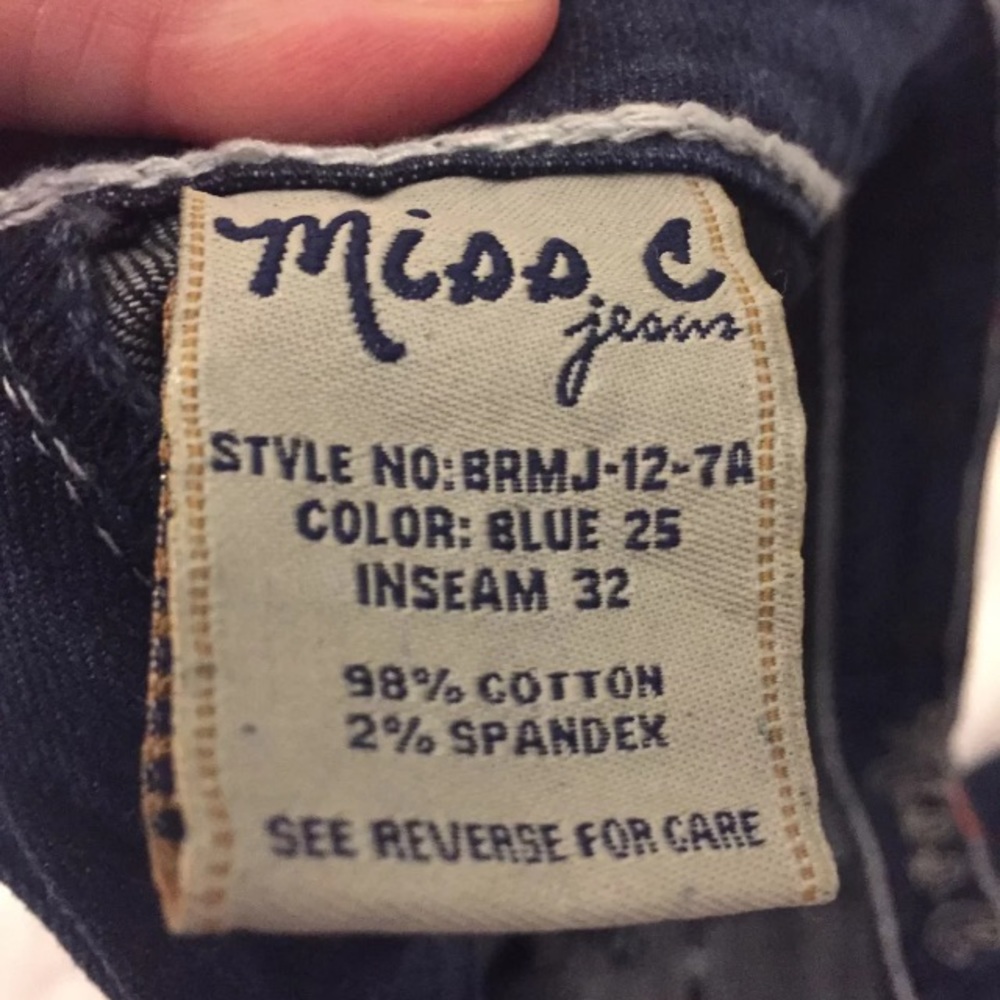 Miss C
jeans
STYLE NO:BRMJ-12-7A
COLOR: BLUE 25
INSEAM 32
98% COTTON
2% SPANDEX
SEE REVERSE FOR CARE